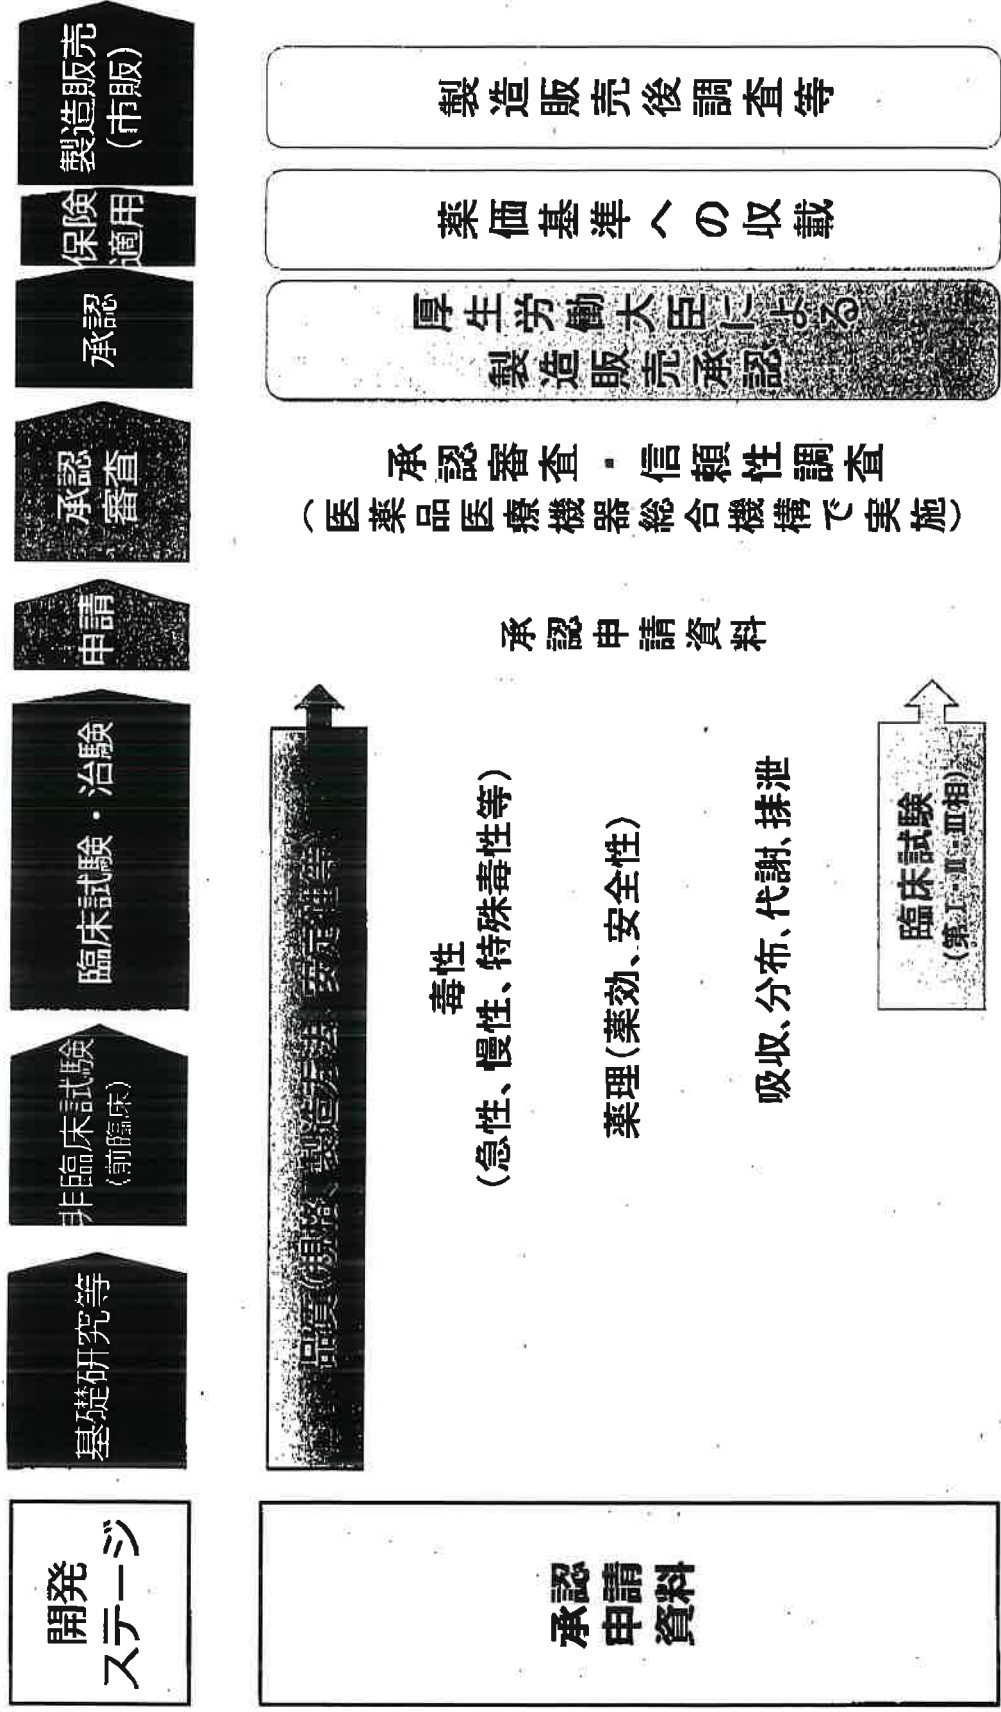 開発
ステージ
基礎研究等
非臨床試験
(前臨床)
臨床試験・治験
申請
承認
審査
承認
保険
適用
製造販売
(市販)
承認
申請
資料
品質(規格、製造方法、安定性等)
毒性
(急性、慢性、特殊毒性等)
薬理(薬効、安全性)
吸収、分布、代謝、排泄
臨床試験
(第Ⅰ・Ⅱ・Ⅲ相)
承認申請資料
承認審査・信頼性調査
(医薬品医療機器総合機構で実施)
厚生労働大臣による
製造販売承認
薬価基準への収載
製造販売後調査等